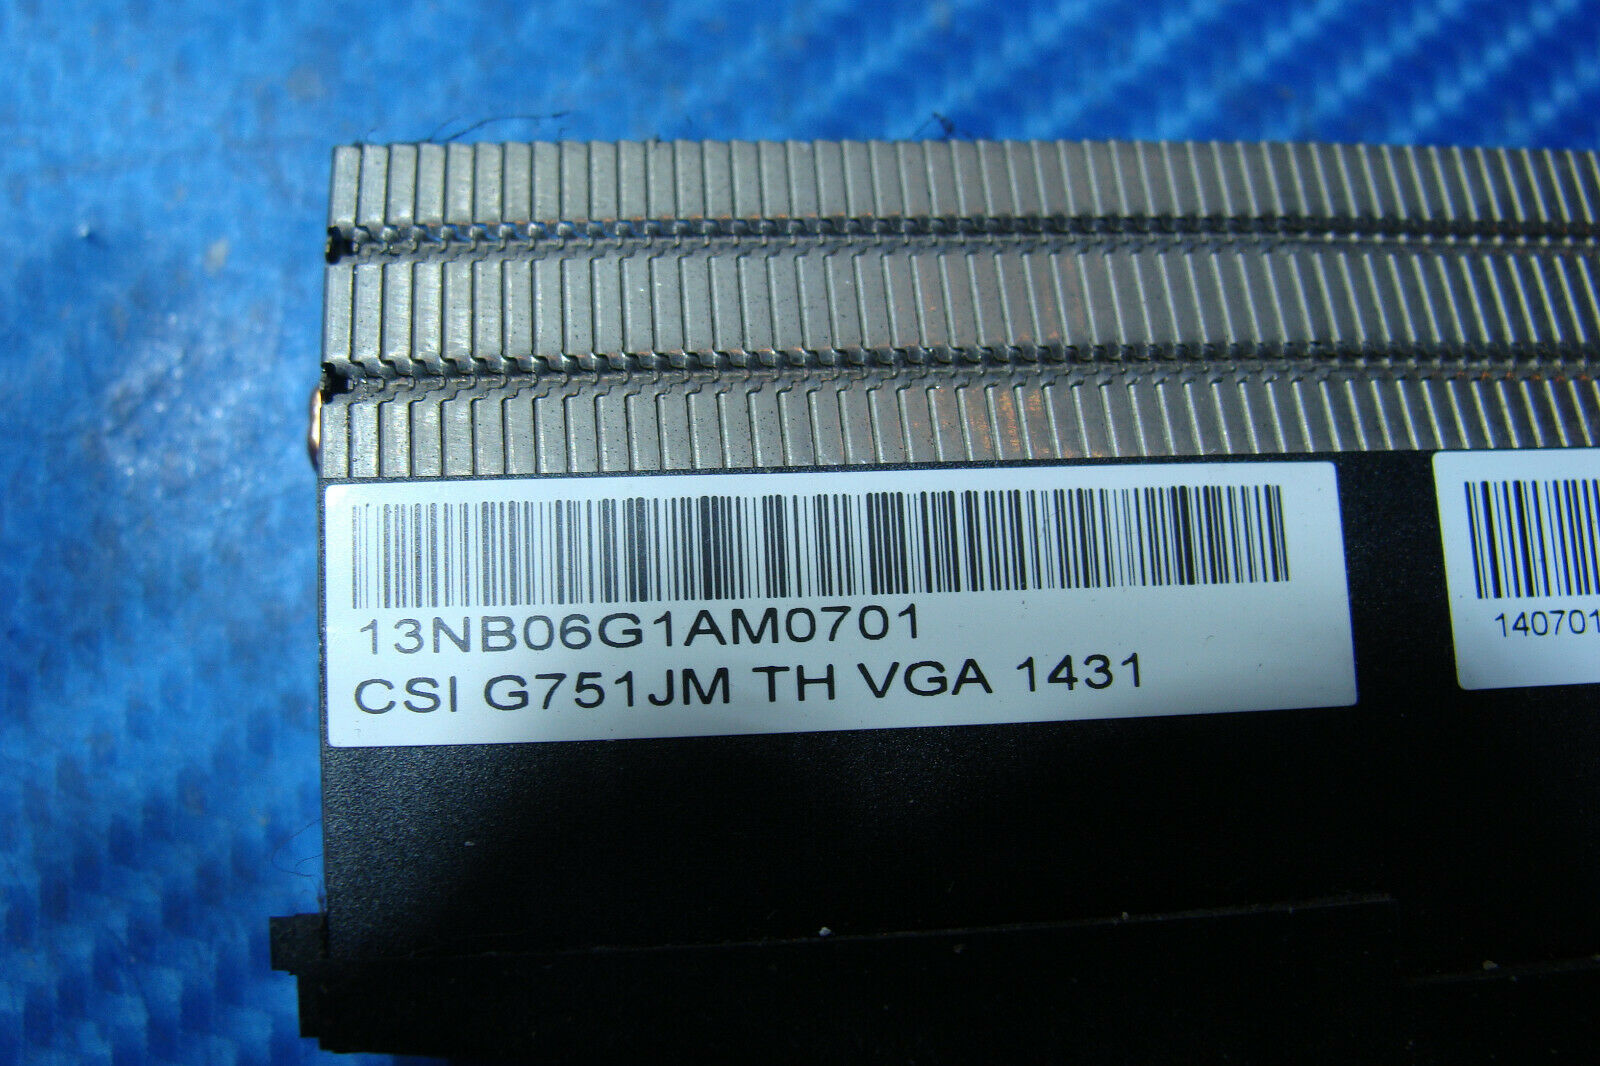 13NB06G1AM0701
CSI G751JM TH VGA 1431
140701